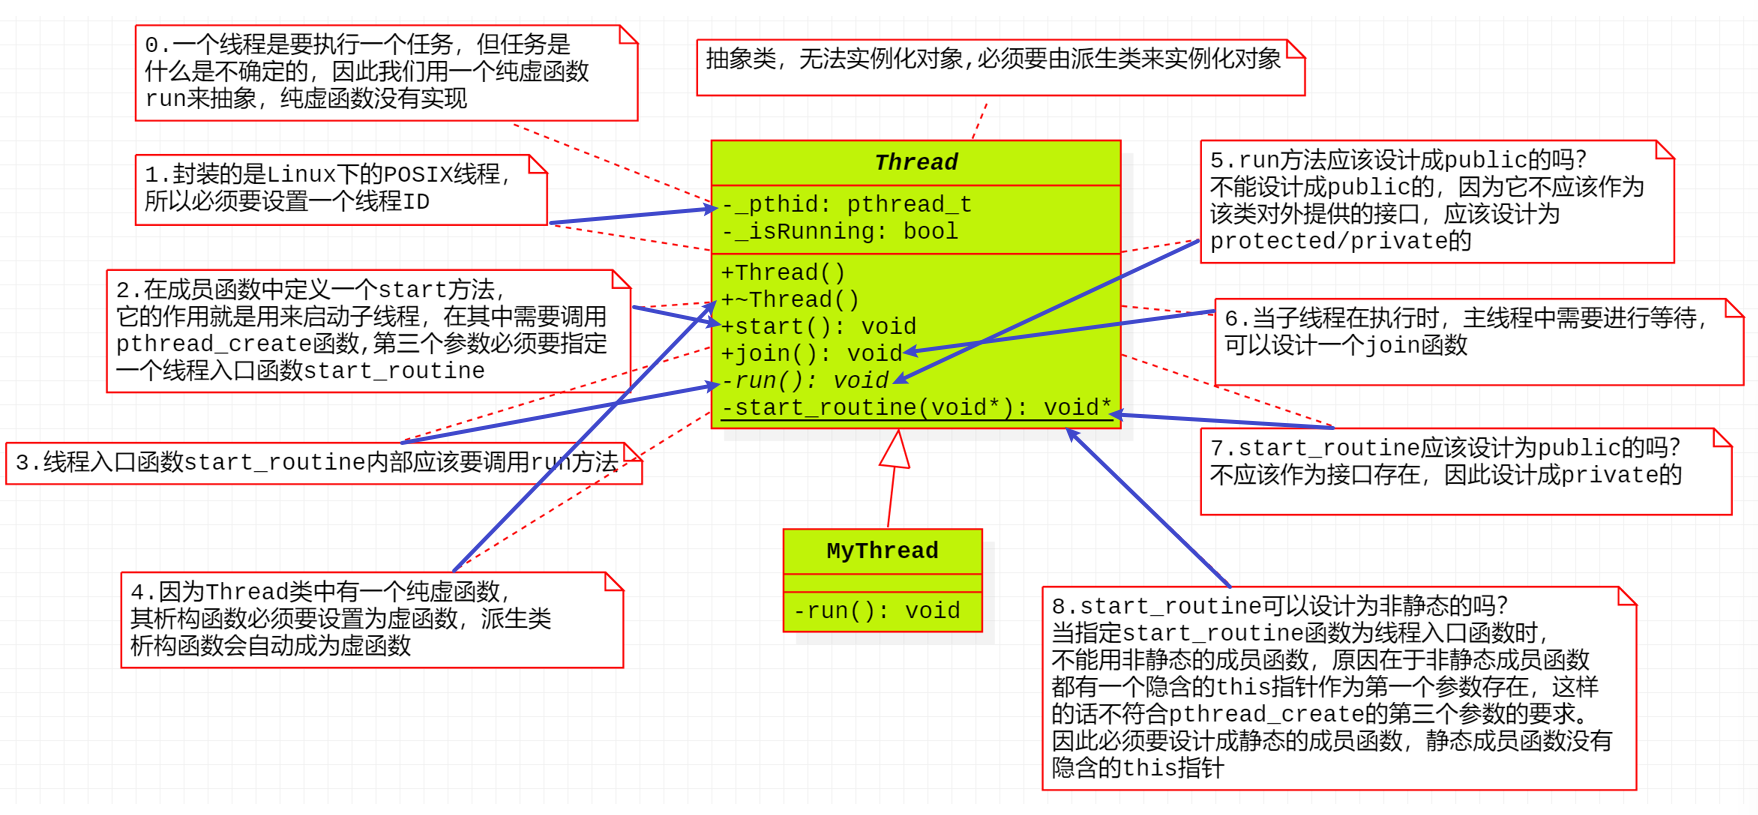 0.一个线程是要执行一个任务，但任务是
什么是不确定的，因此我们用一个纯虚函数
run来抽象，纯虚函数没有实现
抽象类，无法实例化对象,必须要由派生类来实例化对象
1.封装的是Linux下的POSIX线程，
所以必须要设置一个线程ID
2.在成员函数中定义一个start方法，
它的作用就是用来启动子线程，在其中需要调用
pthread_create函数,第三个参数必须要指定
一个线程入口函数start_routine
3.线程入口函数start_routine内部应该要调用run方法
4.因为Thread类中有一个纯虚函数，
其析构函数必须要设置为虚函数，派生类
析构函数会自动成为虚函数
Thread
-_pthid: pthread_t
-_isRunning: bool
+Thread()
+~Thread()
+start(): void
+join(): void
-run(): void
-start_routine(void*): void*
MyThread
-run(): void
5.run方法应该设计成public的吗？
不能设计成public的，因为它不应该作为
该类对外提供的接口，应该设计为
protected/private的
6.当子线程在执行时，主线程中需要进行等待，
可以设计一个join函数
7.start_routine应该设计为public的吗？
不应该作为接口存在，因此设计成private的
8.start_routine可以设计为非静态的吗？
当指定start_routine函数为线程入口函数时，
不能用非静态的成员函数，原因在于非静态成员函数
都有一个隐含的this指针作为第一个参数存在，这样
的话不符合pthread_create的第三个参数的要求。
因此必须要设计成静态的成员函数，静态成员函数没有
隐含的this指针